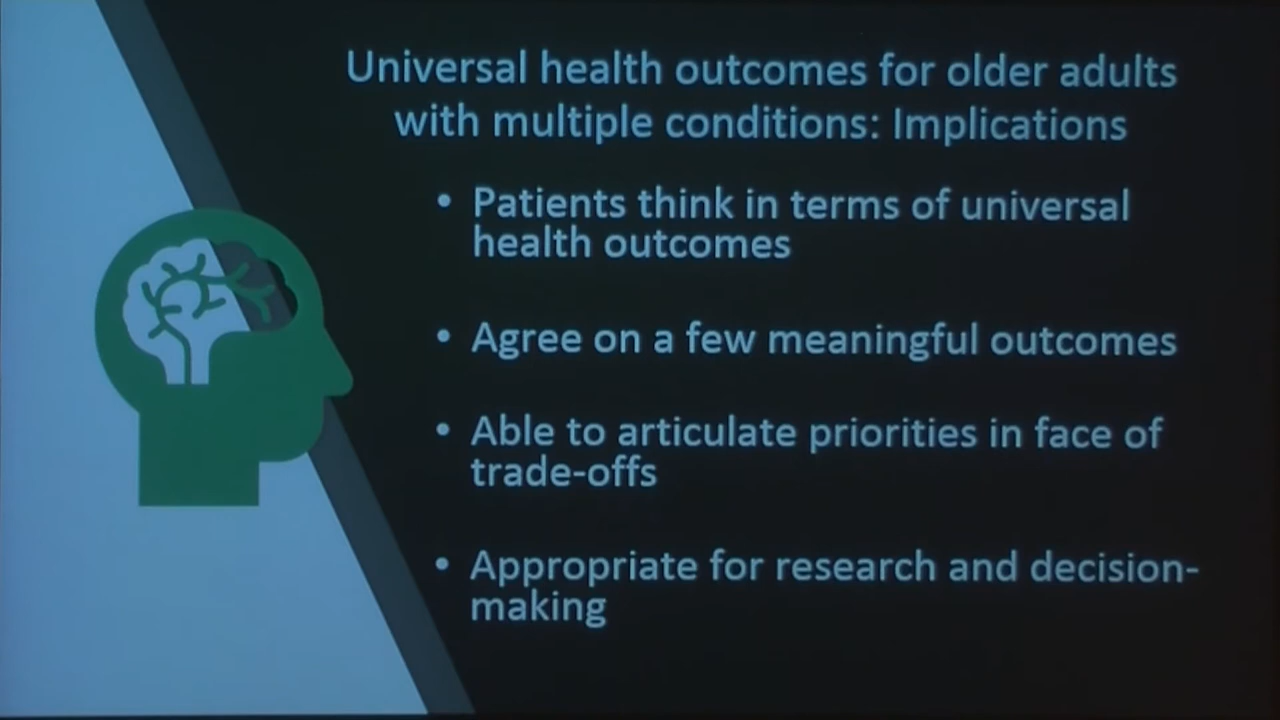 Universal health outcomes for older adults
with multiple conditions: Implications
• Patients think in terms of universal
health outcomes
• Agree on a few meaningful outcomes
• Able to articulate priorities in face of
trade-offs
• Appropriate for research and decision-
making